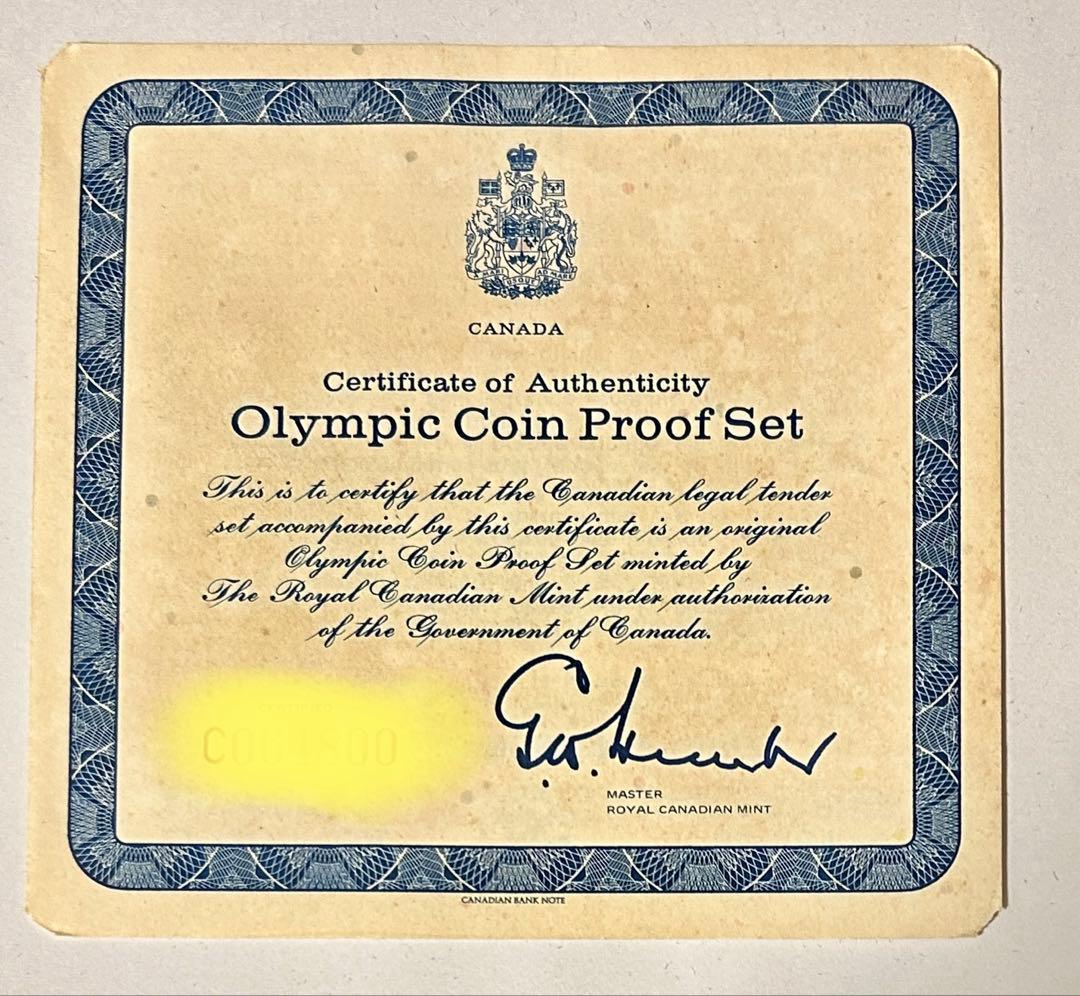 CANADA
Certificate of Authenticity
Olympic Coin Proof Set
This is to certify that the Canadian legal tender
set accompanied by this certificate is an original
Olympic Coin Proof Set minted by
The Royal Canadian Mint under authorization
of the Government of Canada.
CERTIFIED
MASTER
ROYAL CANADIAN MINT
CANADIAN BANK NOTE